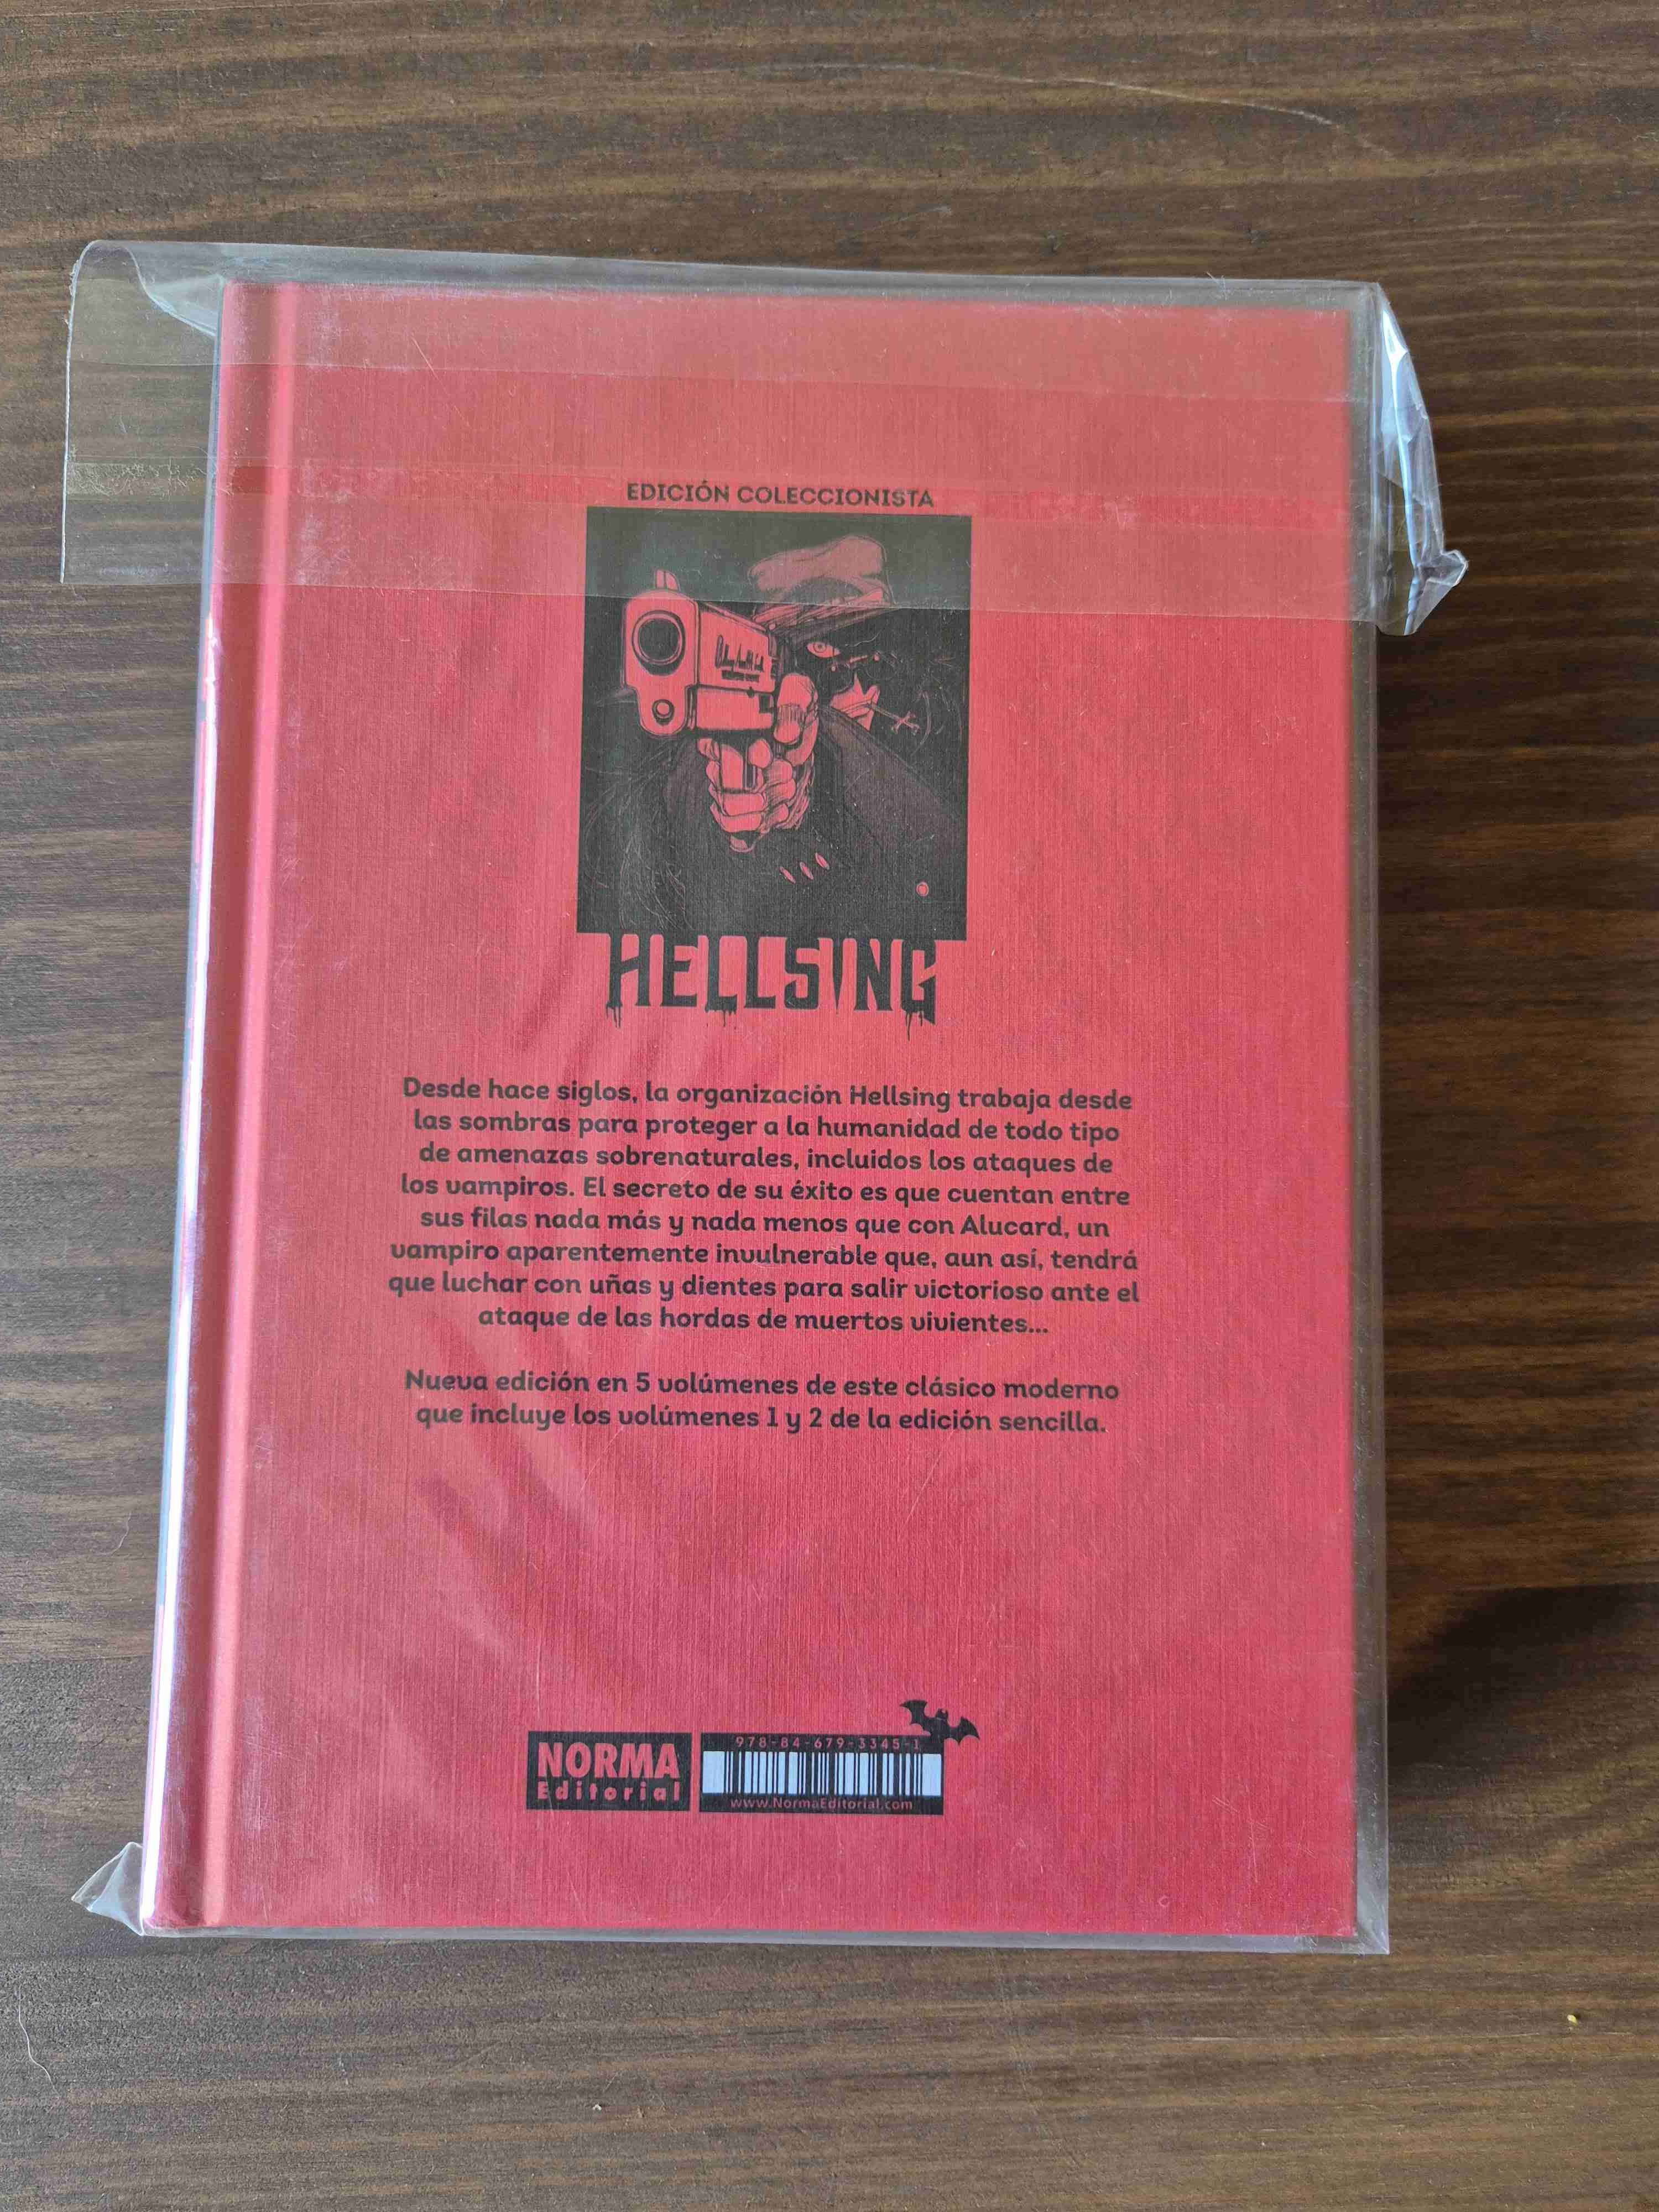 EDICIÓN COLECCIONISTA
HELLSING
Desde hace siglos, la organización Hellsing trabaja desde
las sombras para proteger a la humanidad de todo tipo
de amenazas sobrenaturales, incluidos los ataques de
los vampiros. El secreto de su éxito es que cuentan entre
sus filas nada más y nada menos que con Alucard, un
vampiro aparentemente invulnerable que, aun así, tendrá
que luchar con uñas y dientes para salir victorioso ante el
ataque de las hordas de muertos vivientes...
Nueva edición en 5 volúmenes de este clásico moderno
que incluye los volúmenes 1 y 2 de la edición sencilla.
NORMA
Editorial
978-84-679-3345-1
www.NormaEditorial.com